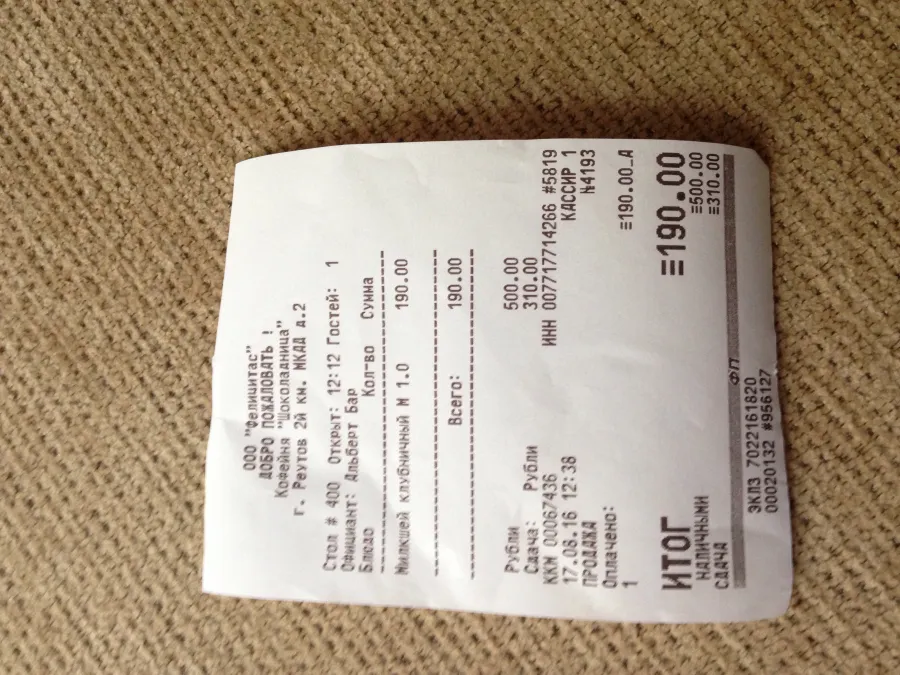 ООО "Фелицитас"
ДОБРО ПОЖАЛОВАТЬ !
Кофейня "Шоколадница"
г. Реутов 2й км. МКАД д.2
Стол # 400 Открыт: 12:12 Гостей: 1
Официант: Альберт Бар
Блюдо Кол-во Сумма
Милкшей клубничный М 1.0 190.00
Всего: 190.00
Рубли 500.00
Сдача: Рубли 310.00
ККМ 00067436 ИНН 007717714266 #5819
17.08.16 12:38 КАССИР 1
ПРОДАЖА №4193
Оплачено:
1 ≡190.00_А
ИТОГ ≡190.00
НАЛИЧНЫМИ ≡500.00
СДАЧА ≡310.00
ФП
ЭКЛЗ 7022161820
00020132 #956127